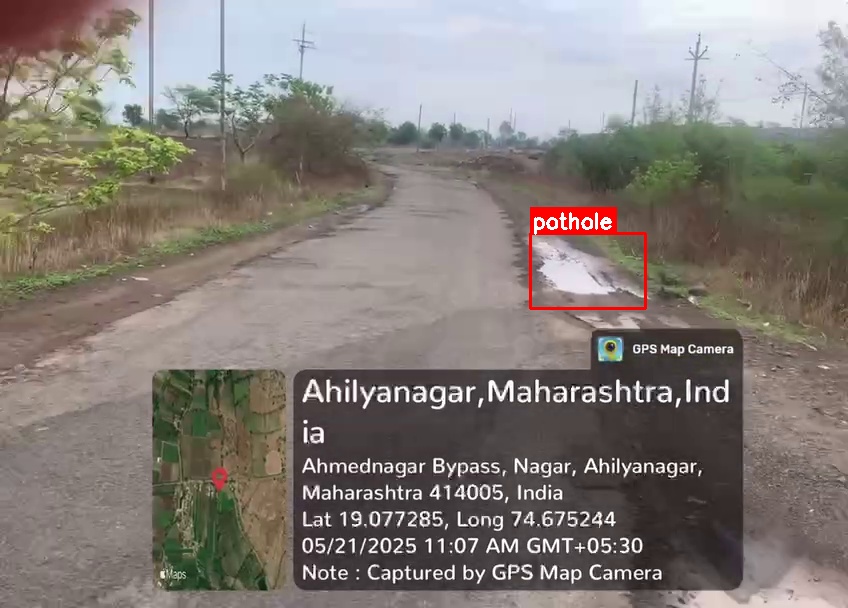 pothole
GPS Map Camera
Ahilyanagar,Maharashtra,Ind
ia
Ahmednagar Bypass, Nagar, Ahilyanagar,
Maharashtra 414005, India
Lat 19.077285, Long 74.675244
05/21/2025 11:07 AM GMT+05:30
Note : Captured by GPS Map Camera
Maps